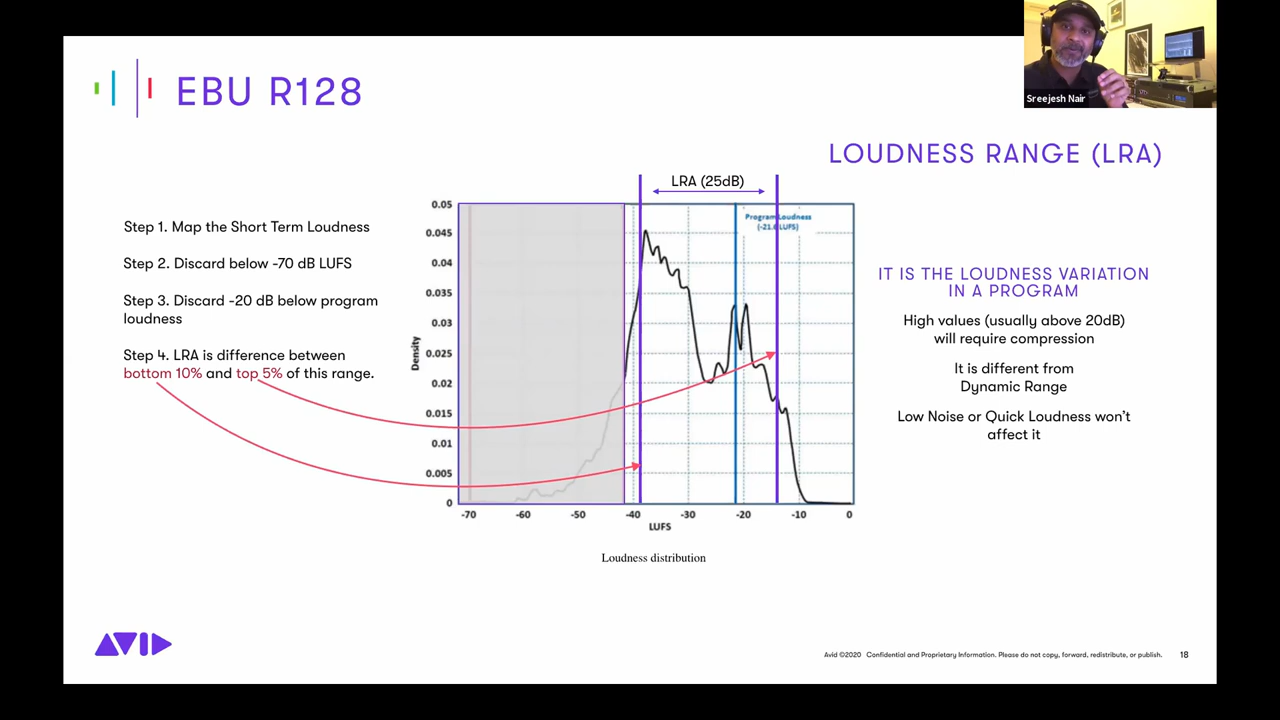 EBU R128
Sreejesh Nair
LOUDNESS RANGE (LRA)
Step 1. Map the Short Term Loudness
Step 2. Discard below -70 dB LUFS
Step 3. Discard -20 dB below program
loudness
Step 4. LRA is difference between
bottom 10% and top 5% of this range.
LRA (25dB)
Program Loudness
(-21.0 LUFS)
0.05
0.045
0.04
0.035
0.03
0.025
0.02
0.015
0.01
0.005
0
Density
-70 -60 -50 -40 -30 -20 -10 0
LUFS
Loudness distribution
IT IS THE LOUDNESS VARIATION
IN A PROGRAM
High values (usually above 20dB)
will require compression
It is different from
Dynamic Range
Low Noise or Quick Loudness won't
affect it
AVID
Avid ©2020 Confidential and Proprietary Information. Please do not copy, forward, redistribute, or publish.
18